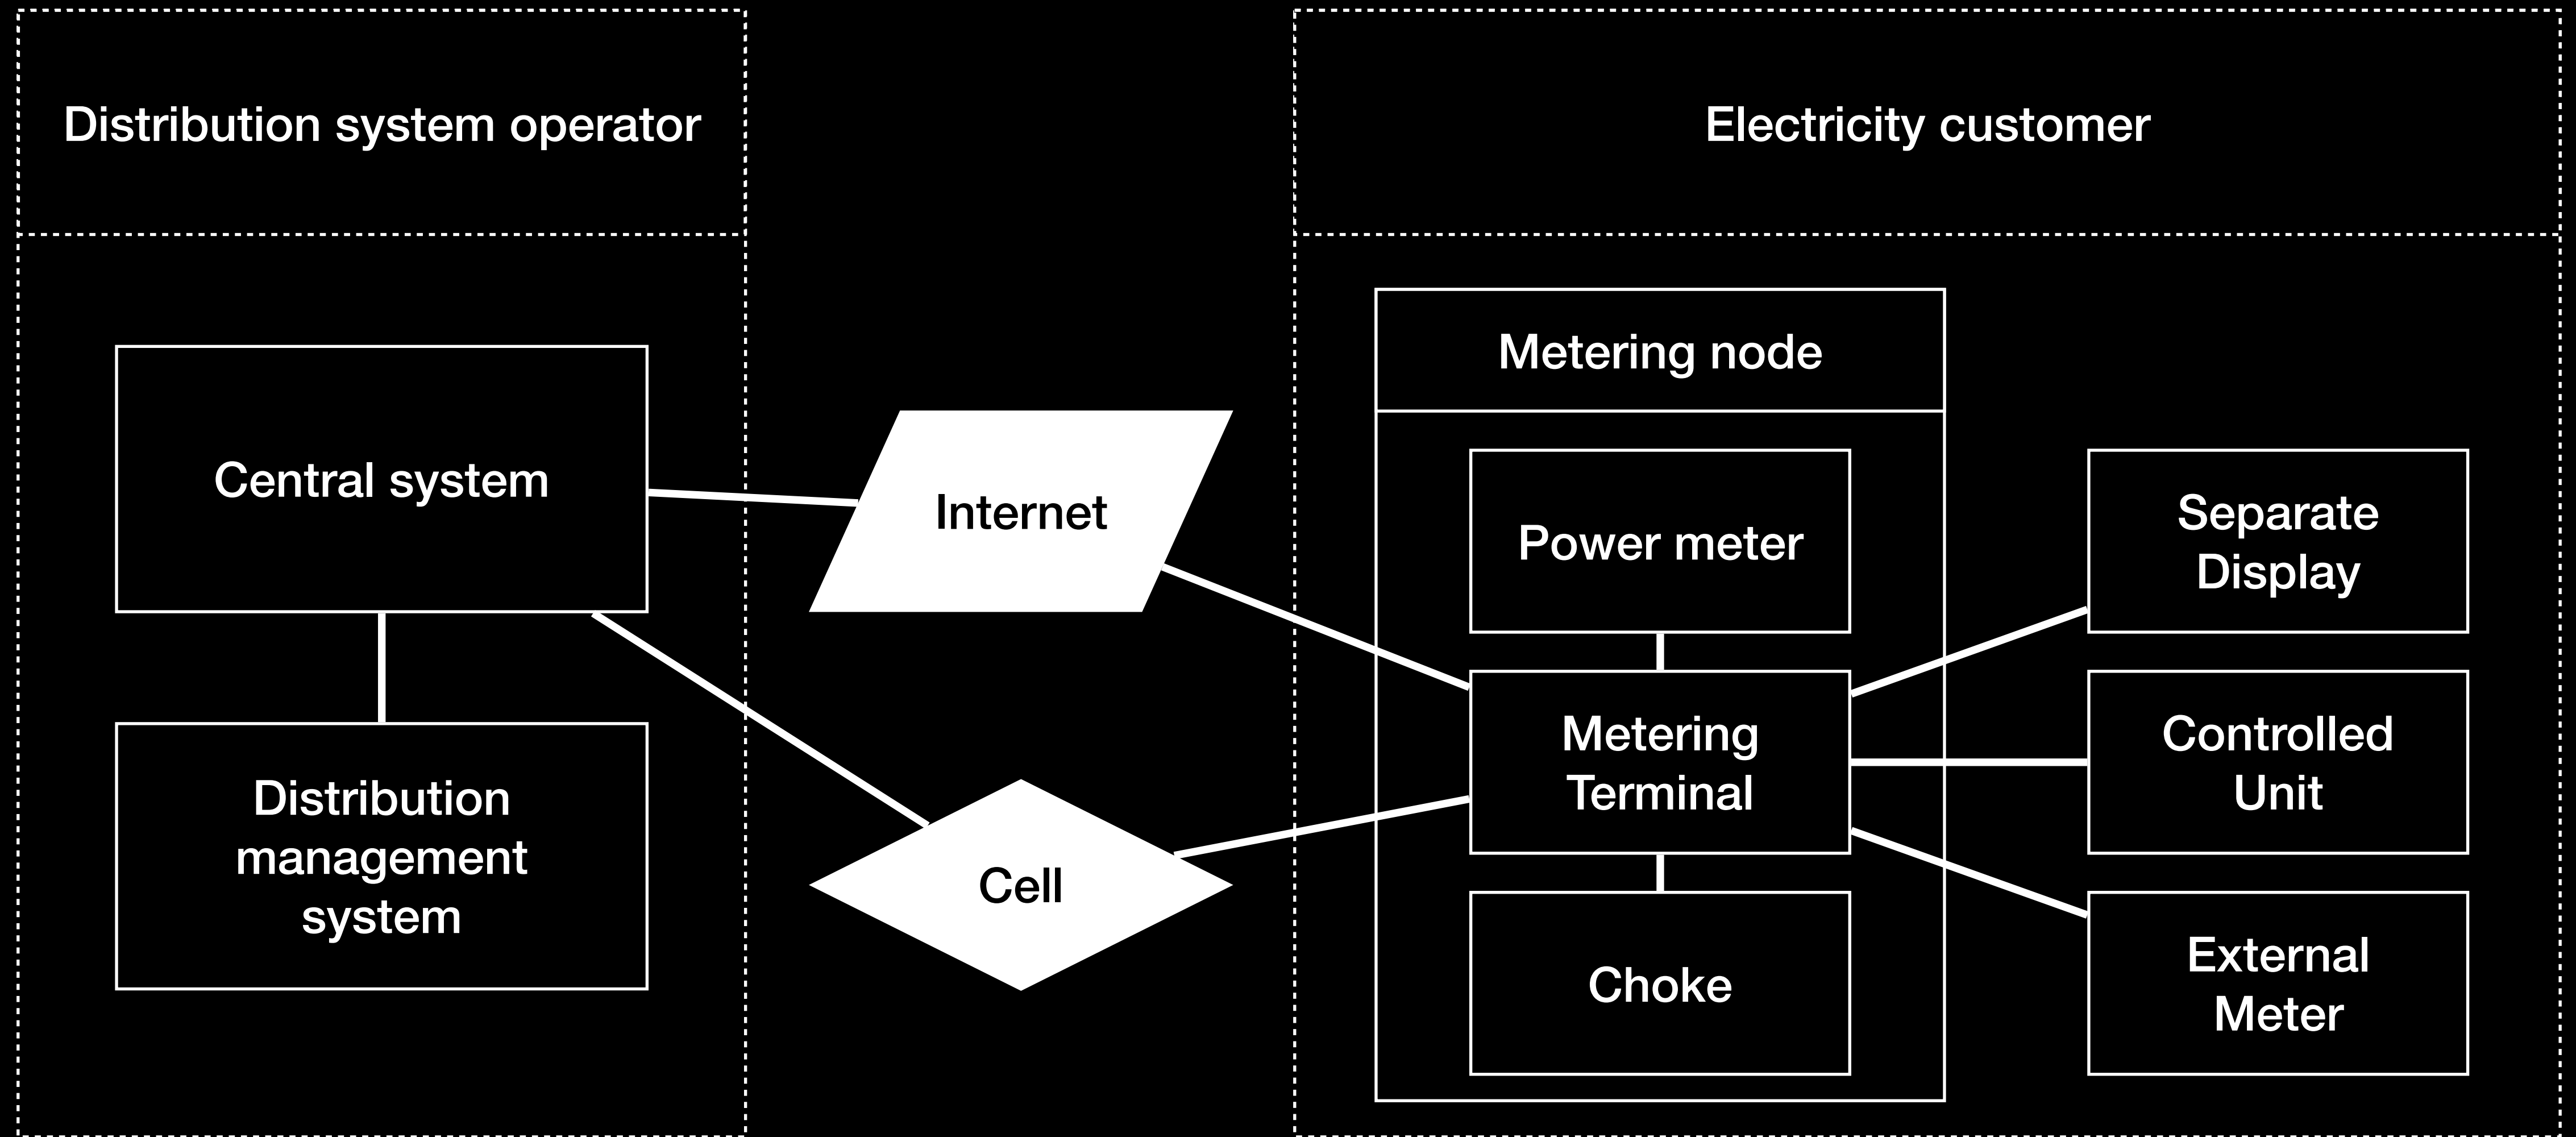 Distribution system operator
Electricity customer
Central system
Distribution
management
system
Internet
Cell
Metering node
Power meter
Metering
Terminal
Choke
Separate
Display
Controlled
Unit
External
Meter